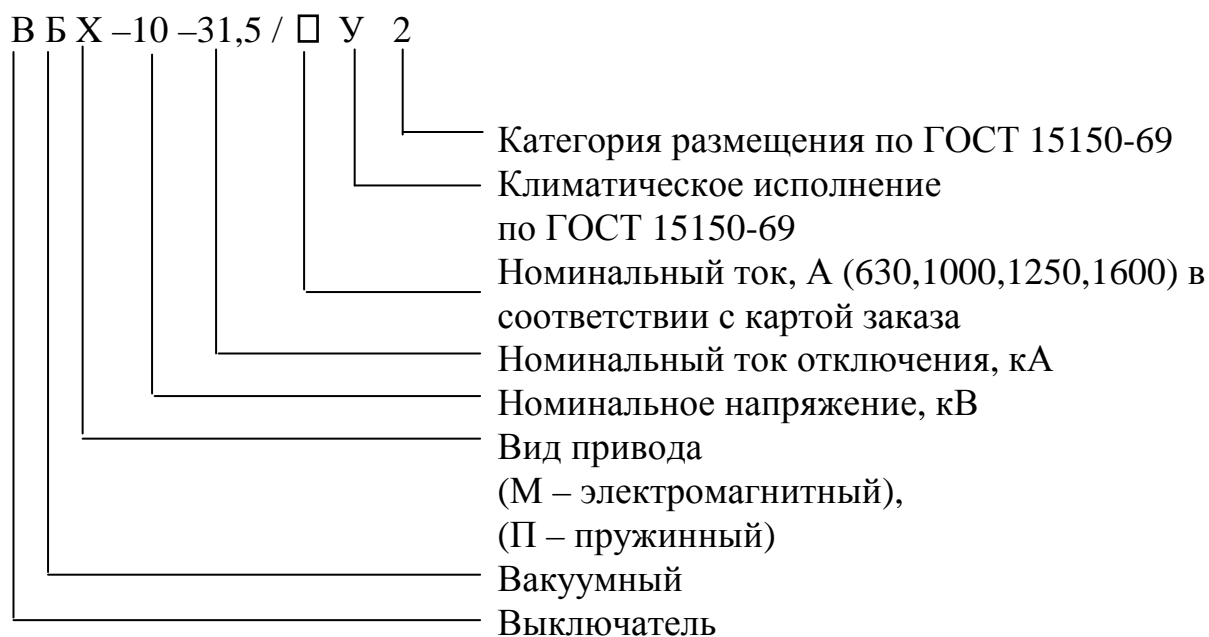 В Б Х –10 –31,5 / □ У 2
Категория размещения по ГОСТ 15150-69
Климатическое исполнение
по ГОСТ 15150-69
Номинальный ток, А (630,1000,1250,1600) в
соответствии с картой заказа
Номинальный ток отключения, кА
Номинальное напряжение, кВ
Вид привода
(М – электромагнитный),
(П – пружинный)
Вакуумный
Выключатель